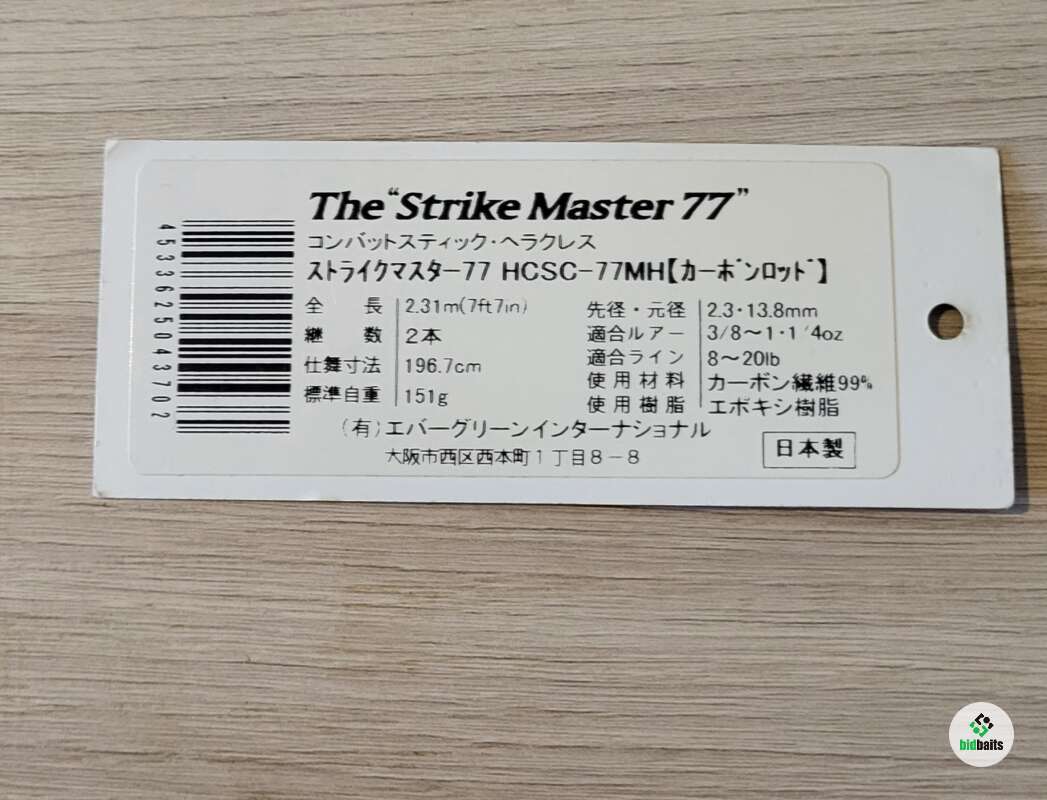 The "Strike Master 77"
コンバットスティック・ヘラクレス
ストライクマスター77 HCSC-77MH【カーボンロッド】
全長 2.31m(7ft7in)
継数 2本
仕舞寸法 196.7cm
標準自重 151g
先径・元径 2.3・13.8mm
適合ルアー 3/8〜1・1/4oz
適合ライン 8〜20lb
使用材料 カーボン繊維99%
使用樹脂 エポキシ樹脂
(有)エバーグリーンインターナショナル
大阪市西区西本町1丁目8-8
日本製
4533625043702
bidbaits